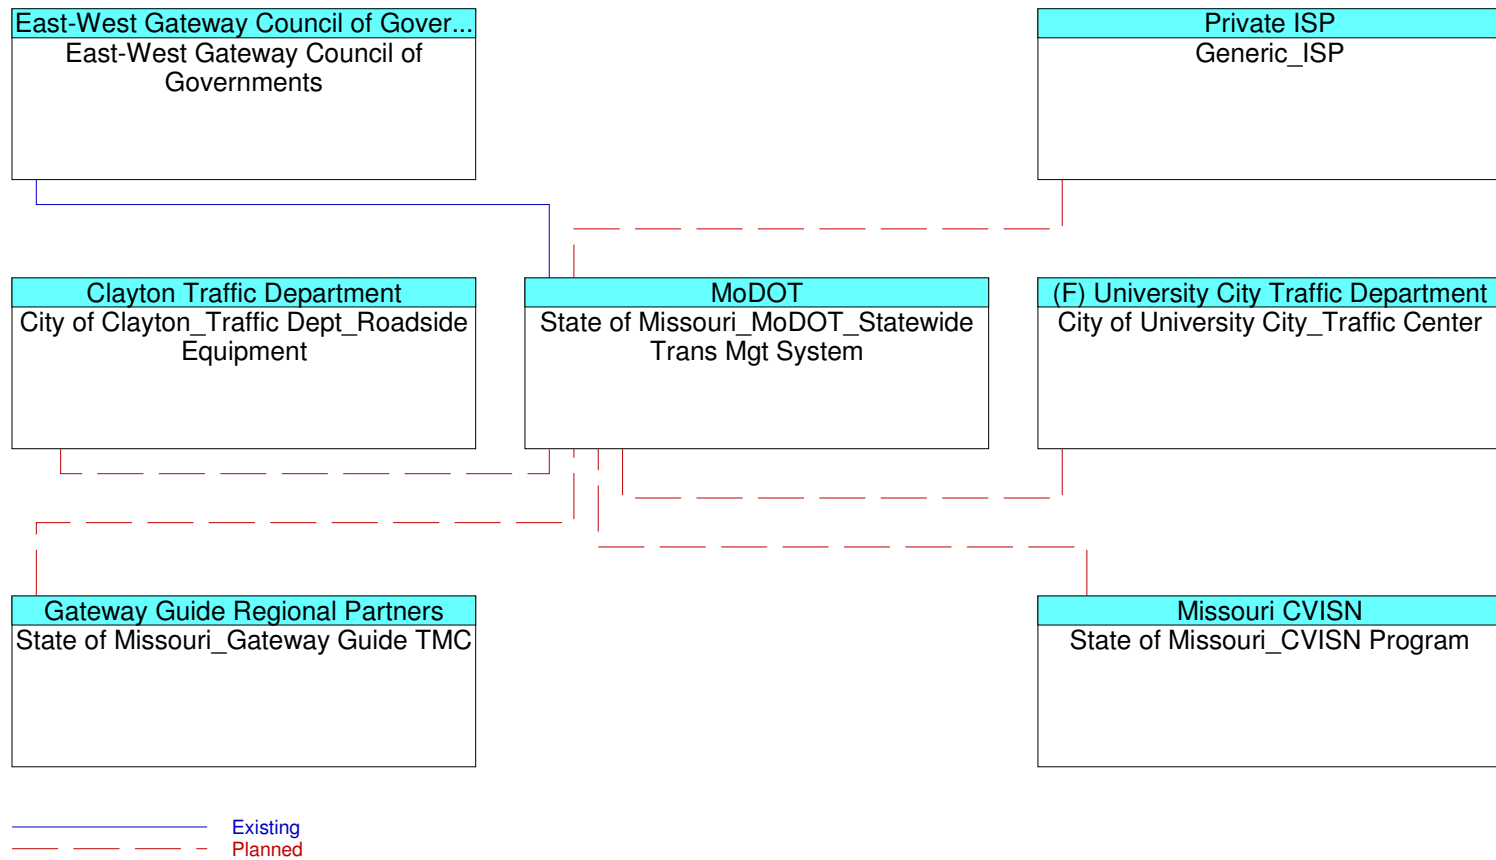 East-West Gateway Council of Gover...
East-West Gateway Council of
Governments
Private ISP
Generic_ISP
Clayton Traffic Department
City of Clayton_Traffic Dept_Roadside
Equipment
MoDOT
State of Missouri_MoDOT_Statewide
Trans Mgt System
(F) University City Traffic Department
City of University City_Traffic Center
Gateway Guide Regional Partners
State of Missouri_Gateway Guide TMC
Missouri CVISN
State of Missouri_CVISN Program
Existing
Planned